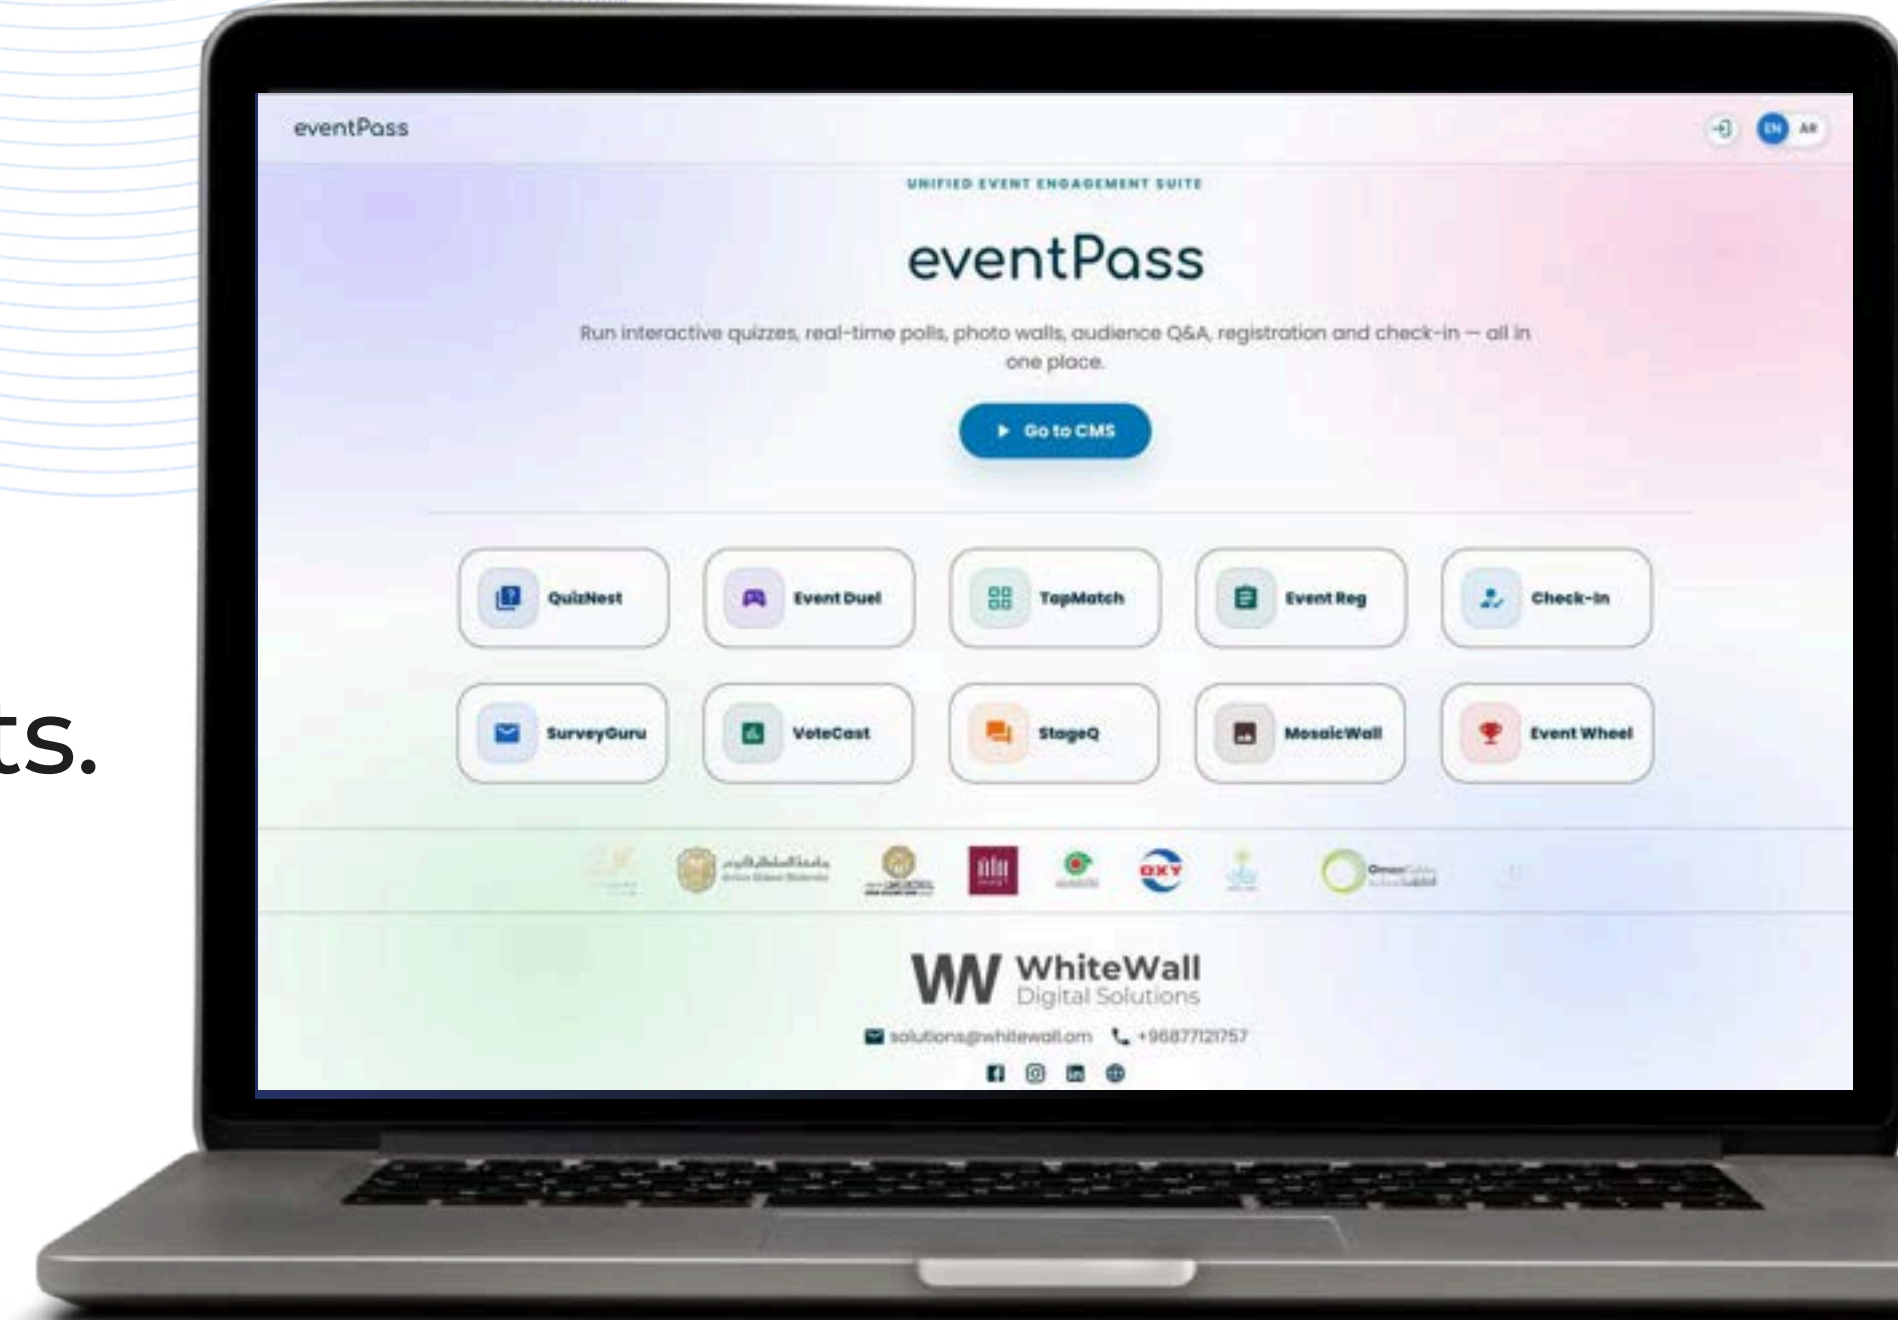 eventPass
EN AR
UNIFIED EVENT ENGAGEMENT SUITE
eventPass
Run interactive quizzes, real-time polls, photo walls, audience Q&A, registration and check-in — all in
one place.
Go to CMS
QuizNest
Event Duel
TapMatch
Event Reg
Check-In
ts.
SurveyGuru
VoteCast
StageQ
MosaicWall
Event Wheel
OXY
Oman
WhiteWall
Digital Solutions
solutions@whitewall.om +96877121757